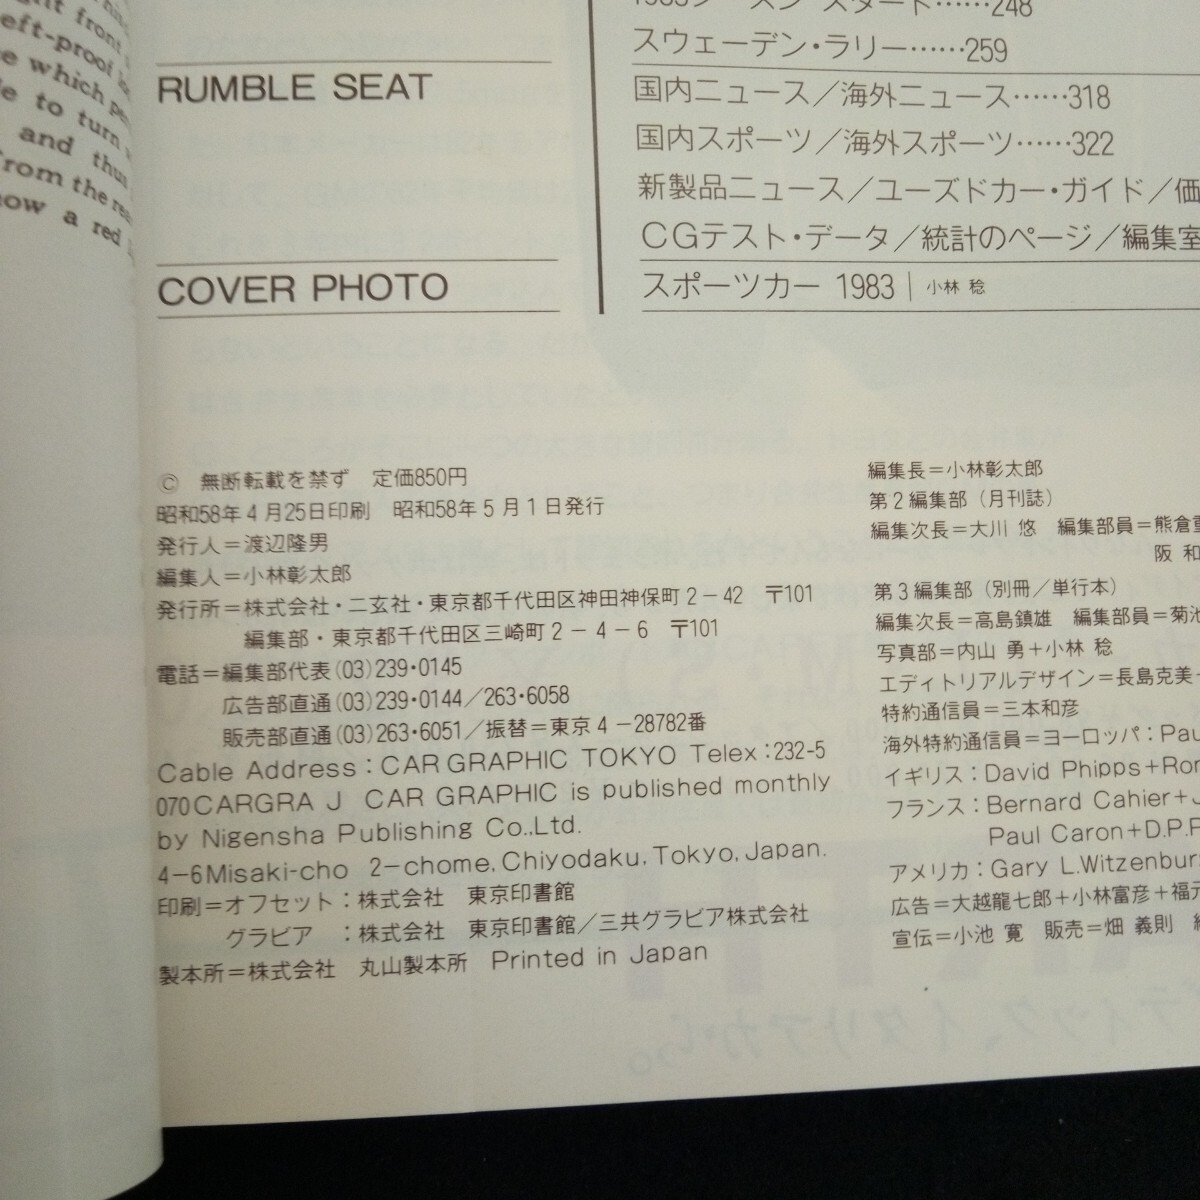 RUMBLE SEAT
COVER PHOTO
スウェーデン・ラリー……259
国内ニュース／海外ニュース……318
国内スポーツ／海外スポーツ……322
新製品ニュース／ユーズドカー・ガイド／価
CGテスト・データ／統計のページ／編集室
スポーツカー 1983 | 小林 稔
© 無断転載を禁ず 定価850円
昭和58年4月25日印刷 昭和58年5月1日発行
発行人＝渡辺隆男
編集人＝小林彰太郎
発行所＝株式会社・二玄社・東京都千代田区神田神保町2－42 〒101
編集部・東京都千代田区三崎町2－4－6 〒101
電話＝編集部代表(03)239・0145
広告部直通(03)239・0144／263・6058
販売部直通(03)263・6051／振替＝東京4－28782番
Cable Address : CAR GRAPHIC TOKYO Telex : 232-5
070 CARGRA J CAR GRAPHIC is published monthly
by Nigensha Publishing Co.,Ltd.
4-6 Misaki-cho 2-chome, Chiyodaku, Tokyo, Japan.
印刷＝オフセット：株式会社 東京印書館
グラビア ：株式会社 東京印書館／三共グラビア株式会社
製本所＝株式会社 丸山製本所 Printed in Japan
編集長＝小林彰太郎
第2編集部（月刊誌）
編集次長＝大川 悠 編集部員＝熊倉重
阪 和
第3編集部（別冊／単行本）
編集次長＝高島鎮雄 編集部員＝菊池
写真部＝内山 勇＋小林 稔
エディトリアルデザイン＝長島克美
特約通信員＝三本和彦
海外特約通信員＝ヨーロッパ：Paul
イギリス：David Phipps+Ron
フランス：Bernard Cahier+J
Paul Caron+D.P.P
アメリカ：Gary L.Witzenburg
広告＝大越龍七郎＋小林富彦＋福元
宣伝＝小池 寛 販売＝畑 義則